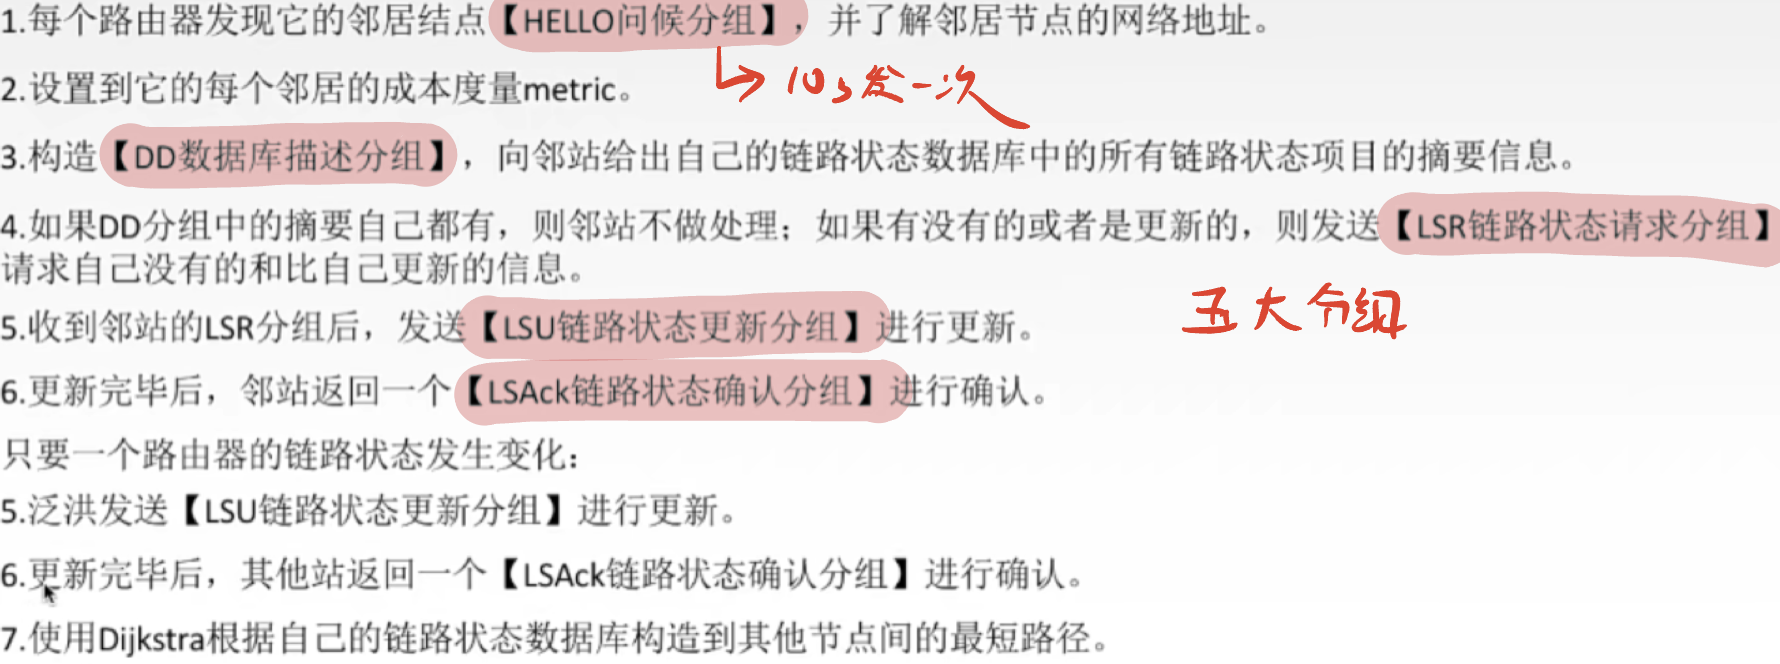 1.每个路由器发现它的邻居结点【HELLO问候分组】，并了解邻居节点的网络地址。
2.设置到它的每个邻居的成本度量metric。
10s发一次
3.构造【DD数据库描述分组】，向邻站给出自己的链路状态数据库中的所有链路状态项目的摘要信息。
4.如果DD分组中的摘要自己都有，则邻站不做处理；如果有没有的或者是更新的，则发送【LSR链路状态请求分组】
请求自己没有的和比自己更新的信息。
5.收到邻站的LSR分组后，发送【LSU链路状态更新分组】进行更新。
五大分组
6.更新完毕后，邻站返回一个【LSAck链路状态确认分组】进行确认。
只要一个路由器的链路状态发生变化：
5.泛洪发送【LSU链路状态更新分组】进行更新。
6.更新完毕后，其他站返回一个【LSAck链路状态确认分组】进行确认。
7.使用Dijkstra根据自己的链路状态数据库构造到其他节点间的最短路径。